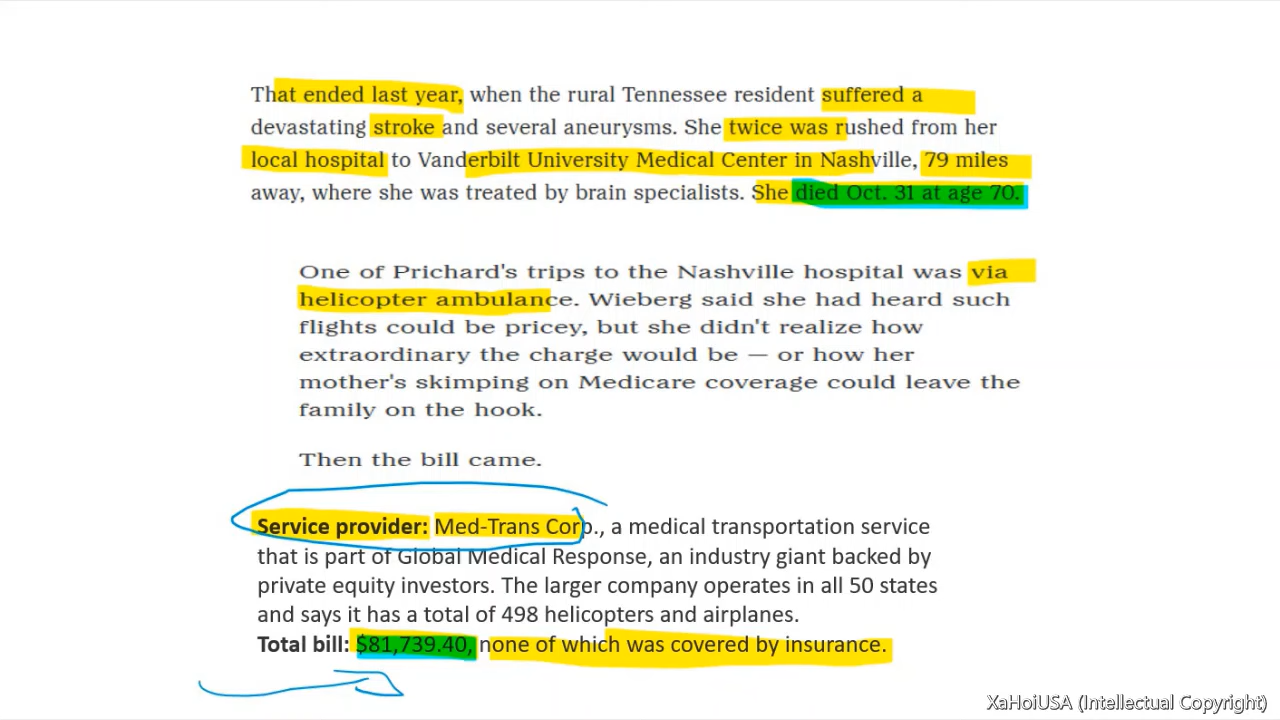 That ended last year, when the rural Tennessee resident suffered a
devastating stroke and several aneurysms. She twice was rushed from her
local hospital to Vanderbilt University Medical Center in Nashville, 79 miles
away, where she was treated by brain specialists. She died Oct. 31 at age 70.
One of Prichard's trips to the Nashville hospital was via
helicopter ambulance. Wieberg said she had heard such
flights could be pricey, but she didn't realize how
extraordinary the charge would be — or how her
mother's skimping on Medicare coverage could leave the
family on the hook.
Then the bill came.
Service provider: Med-Trans Corp., a medical transportation service
that is part of Global Medical Response, an industry giant backed by
private equity investors. The larger company operates in all 50 states
and says it has a total of 498 helicopters and airplanes.
Total bill: $81,739.40, none of which was covered by insurance.
XaHoiUSA (Intellectual Copyright)